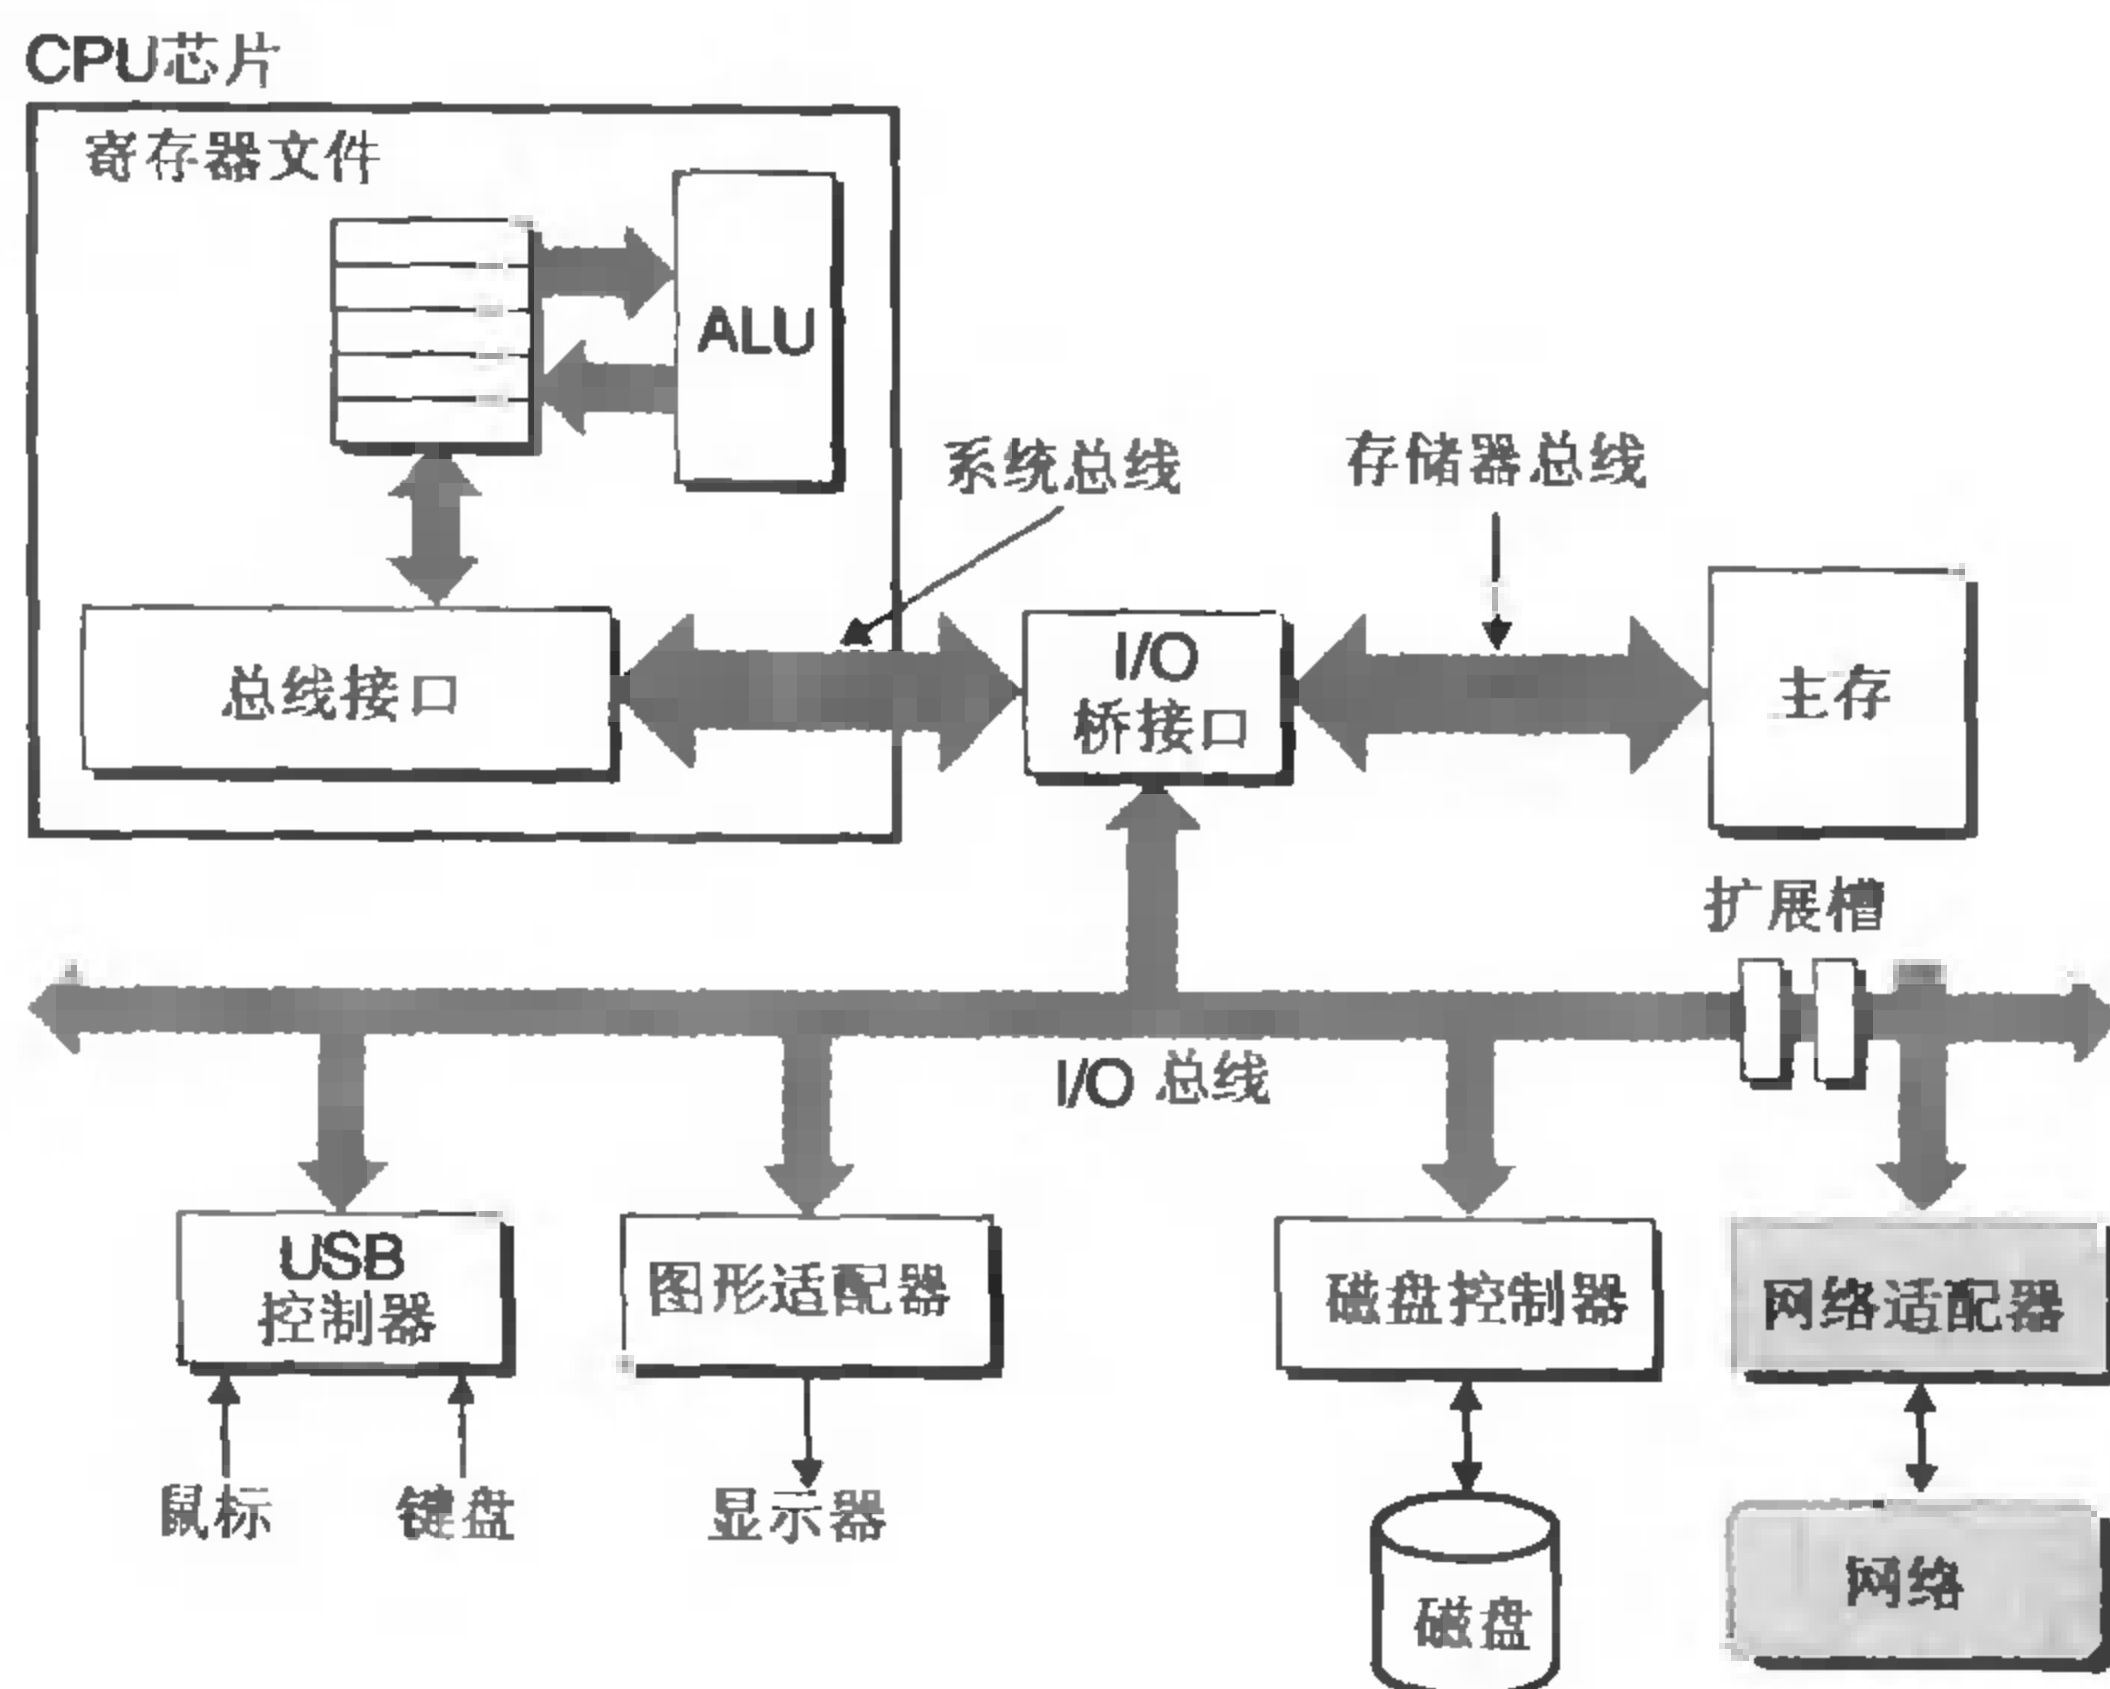 CPU芯片
寄存器文件
ALU
系统总线
存储器总线
总线接口
I/O
桥接口
主存
扩展槽
I/O 总线
USB
控制器
图形适配器
磁盘控制器
网络适配器
鼠标
键盘
显示器
磁盘
网络